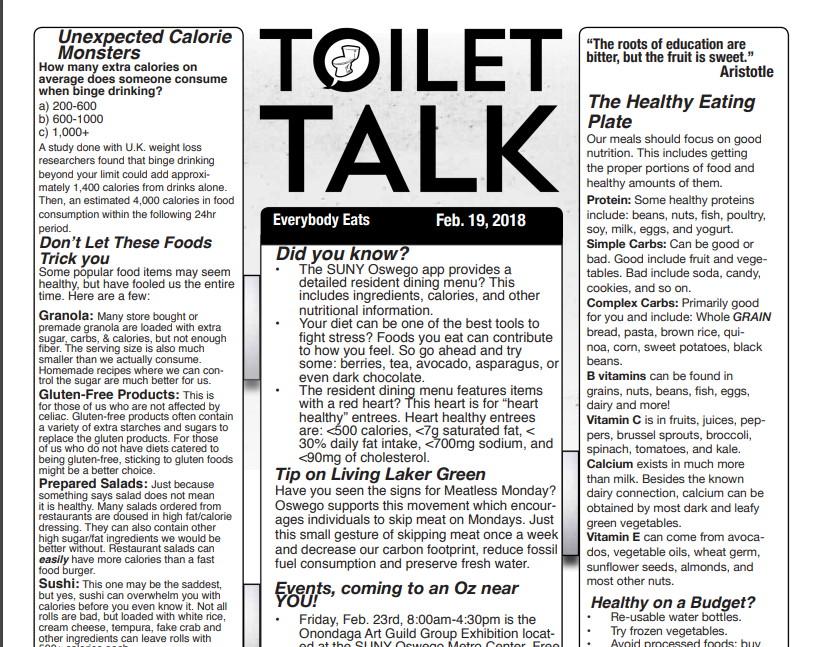 Unexpected Calorie
Monsters
How many extra calories on
average does someone consume
when binge drinking?
a) 200-600
b) 600-1000
c) 1,000+
A study done with U.K. weight loss
researchers found that binge drinking
beyond your limit could add approxi-
mately 1,400 calories from drinks alone.
Then, an estimated 4,000 calories in food
consumption within the following 24hr
period.
Don't Let These Foods
Trick you
Some popular food items may seem
healthy, but have fooled us the entire
time. Here are a few:
Granola: Many store bought or
premade granola are loaded with extra
sugar, carbs, & calories, but not enough
fiber. The serving size is also much
smaller than we actually consume.
Homemade recipes where we can con-
trol the sugar are much better for us.
Gluten-Free Products: This is
for those of us who are not affected by
celiac. Gluten-free products often contain
a variety of extra starches and sugars to
replace the gluten products. For those
of us who do not have diets catered to
being gluten-free, sticking to gluten foods
might be a better choice.
Prepared Salads: Just because
something says salad does not mean
it is healthy. Many salads ordered from
restaurants are doused in high fat/calorie
dressing. They can also contain other
high sugar/fat ingredients we would be
better without. Restaurant salads can
easily have more calories than a fast
food burger.
Sushi: This one may be the saddest,
but yes, sushi can overwhelm you with
calories before you even know it. Not all
rolls are bad, but loaded with white rice,
cream cheese, tempura, fake crab and
other ingredients can leave rolls with
TOILET
TALK
Everybody Eats Feb. 19, 2018
Did you know?
• The SUNY Oswego app provides a
detailed resident dining menu? This
includes ingredients, calories, and other
nutritional information.
• Your diet can be one of the best tools to
fight stress? Foods you eat can contribute
to how you feel. So go ahead and try
some: berries, tea, avocado, asparagus, or
even dark chocolate.
• The resident dining menu features items
with a red heart? This heart is for “heart
healthy” entrees. Heart healthy entrees
are: <500 calories, <7g saturated fat, <
30% daily fat intake, <700mg sodium, and
<90mg of cholesterol.
Tip on Living Laker Green
Have you seen the signs for Meatless Monday?
Oswego supports this movement which encour-
ages individuals to skip meat on Mondays. Just
this small gesture of skipping meat once a week
and decrease our carbon footprint, reduce fossil
fuel consumption and preserve fresh water.
Events, coming to an Oz near
YOU!
• Friday, Feb. 23rd, 8:00am-4:30pm is the
Onondaga Art Guild Group Exhibition locat-
ed at the SUNY Oswego Metro Center. Free
“The roots of education are
bitter, but the fruit is sweet.”
Aristotle
The Healthy Eating
Plate
Our meals should focus on good
nutrition. This includes getting
the proper portions of food and
healthy amounts of them.
Protein: Some healthy proteins
include: beans, nuts, fish, poultry,
soy, milk, eggs, and yogurt.
Simple Carbs: Can be good or
bad. Good include fruit and vege-
tables. Bad include soda, candy,
cookies, and so on.
Complex Carbs: Primarily good
for you and include: Whole GRAIN
bread, pasta, brown rice, qui-
noa, corn, sweet potatoes, black
beans.
B vitamins can be found in
grains, nuts, beans, fish, eggs,
dairy and more!
Vitamin C is in fruits, juices, pep-
pers, brussel sprouts, broccoli,
spinach, tomatoes, and kale.
Calcium exists in much more
than milk. Besides the known
dairy connection, calcium can be
obtained by most dark and leafy
green vegetables.
Vitamin E can come from avoca-
dos, vegetable oils, wheat germ,
sunflower seeds, almonds, and
most other nuts.
Healthy on a Budget?
• Re-usable water bottles.
• Try frozen vegetables.
• Avoid processed foods: buy